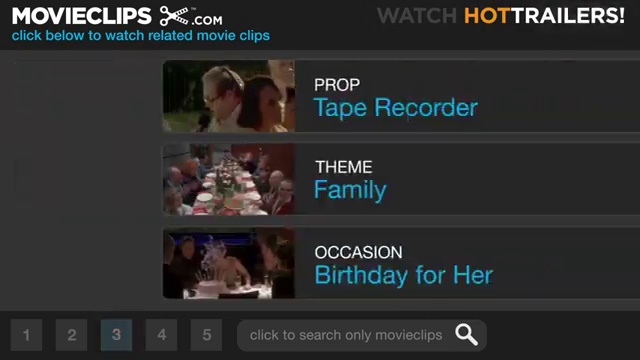 MOVIECLIPS™.COM
WATCH HOTTRAILERS!
click below to watch related movie clips
PROP
Tape Recorder
THEME
Family
OCCASION
Birthday for Her
1 2 3 4 5
click to search only movieclips